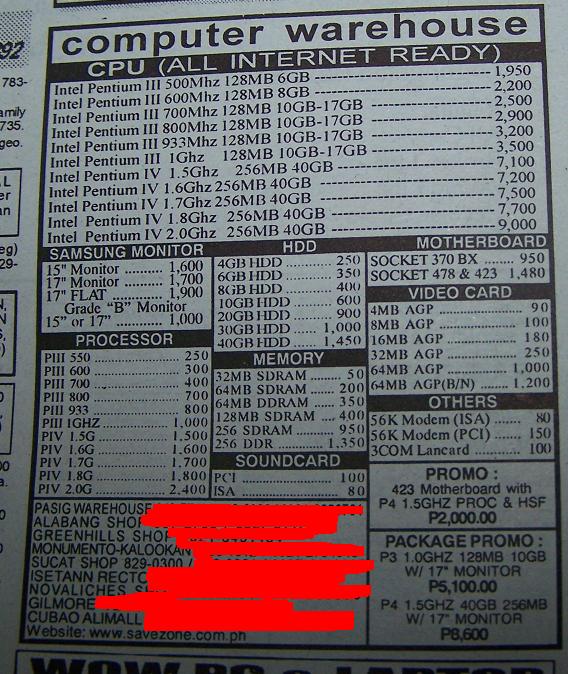 computer warehouse
CPU (ALL INTERNET READY)
Intel Pentium III 500Mhz 128MB 6GB 1,950
Intel Pentium III 600Mhz 128MB 8GB 2,200
Intel Pentium III 700Mhz 128MB 10GB-17GB 2,500
Intel Pentium III 800Mhz 128MB 10GB-17GB 2,900
Intel Pentium III 933Mhz 128MB 10GB-17GB 3,200
Intel Pentium III 1Ghz 128MB 10GB-17GB 3,500
Intel Pentium IV 1.5Ghz 256MB 40GB 7,100
Intel Pentium IV 1.6Ghz 256MB 40GB 7,200
Intel Pentium IV 1.7Ghz 256MB 40GB 7,500
Intel Pentium IV 1.8Ghz 256MB 40GB 7,700
Intel Pentium IV 2.0Ghz 256MB 40GB 9,000
SAMSUNG MONITOR
15" Monitor .......... 1,600
17" Monitor .......... 1,700
17" FLAT ............. 1,900
Grade "B" Monitor
15" or 17" ........... 1,000
PROCESSOR
PIII 550 250
PIII 600 300
PIII 700 400
PIII 800 700
PIII 933 800
PIII 1GHZ 1,000
PIV 1.5G 1,500
PIV 1.6G 1,600
PIV 1.7G 1,700
PIV 1.8G 1,800
PIV 2.0G 2,400
HDD
4GB HDD 250
6GB HDD 350
8GB HDD 400
10GB HDD 600
20GB HDD 900
30GB HDD 1,000
40GB HDD 1,450
MEMORY
32MB SDRAM 50
64MB SDRAM 200
64MB DDRAM 350
128MB SDRAM 400
256 SDRAM 950
256 DDR 1,350
SOUNDCARD
PCI 100
ISA 80
MOTHERBOARD
SOCKET 370 BX 950
SOCKET 478 & 423 1,480
VIDEO CARD
4MB AGP 90
8MB AGP 100
16MB AGP 180
32MB AGP 250
64MB AGP 1,000
64MB AGP(B/N) 1,200
OTHERS
56K Modem (ISA) 80
56K Modem (PCI) 150
3COM Lancard 100
PROMO :
423 Motherboard with
P4 1.5GHZ PROC & HSF
P2,000.00
PACKAGE PROMO :
P3 1.0GHZ 128MB 10GB
W/ 17" MONITOR
P5,100.00
P4 1.5GHZ 40GB 256MB
W/ 17" MONITOR
P8,600
PASIG WAREHOUSE
ALABANG SHOP
GREENHILLS SHOP
MONUMENTO-KALOOKAN
SUCAT SHOP 829-0300 /
ISETANN RECTO
NOVALICHES
GILMORE
CUBAO ALIMALL
Website: www.savezone.com.ph
WOW PC & LAPTOP
292
783-
amily
735.
geo.